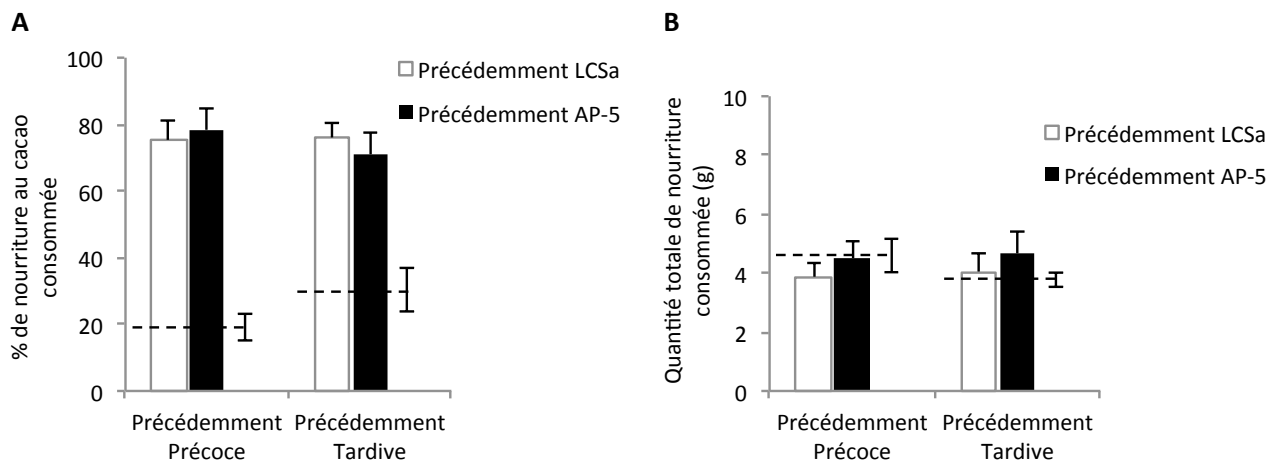 A
% de nourriture au cacao
consommée
100
80
60
40
20
0
Précédemment LCSa
Précédemment AP-5
Précédemment
Précoce
Précédemment
Tardive
B
Quantité totale de nourriture
consommée (g)
10
8
6
4
2
0
Précédemment LCSa
Précédemment AP-5
Précédemment
Précoce
Précédemment
Tardive